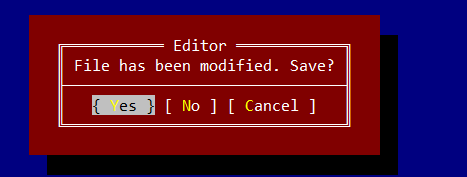 Editor
File has been modified. Save?
{ Yes } [ No ] [ Cancel ]